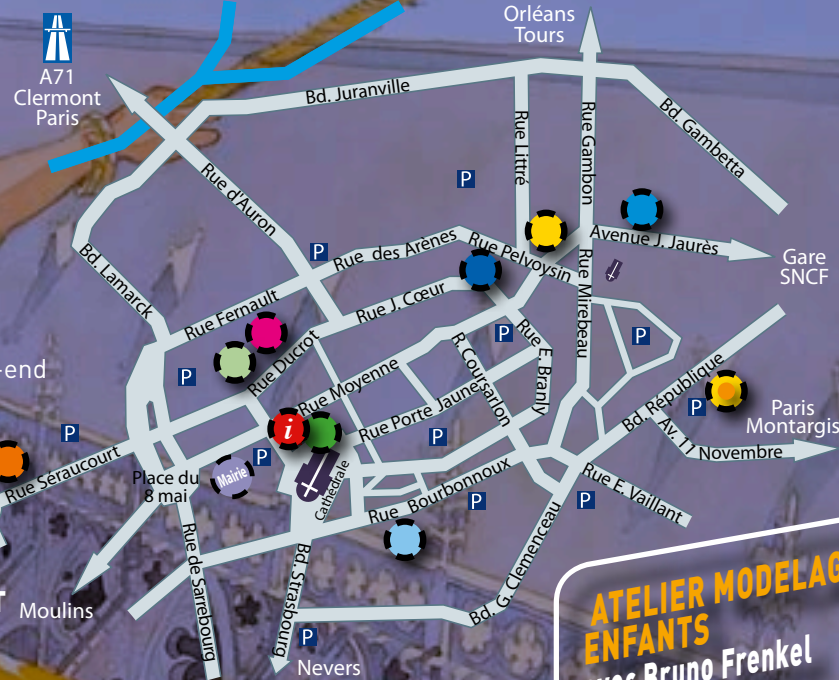 Orléans
Tours
A71
Clermont
Paris
Bd. Juranville
Rue Littré
Rue Gambon
Bd. Gambetta
P
Rue d'Auron
P
Rue des Arènes
Rue Pelvoysin
Avenue J. Jaurès
Gare
SNCF
Bd. Lamarck
Rue Fernault
Rue J. Cœur
Rue Mirebeau
P
P
Rue Ducrot
Rue Moyenne
R. Coursarlon
Rue E. Branly
-end
P
Rue Porte Jaune
Bd. République
P
Paris
Montargis
Av. 11 Novembre
P
i
P
P
Rue Séraucourt
Place du
8 mai
Mairie
Cathédrale
Rue Bourbonnoux
P
P
Rue E. Vaillant
Rue de Sarrebourg
Bd. Strasbourg
Bd. G. Clemenceau
T
Moulins
P
Nevers
ATELIER MODELAG
ENFANTS
Bruno Frenkel